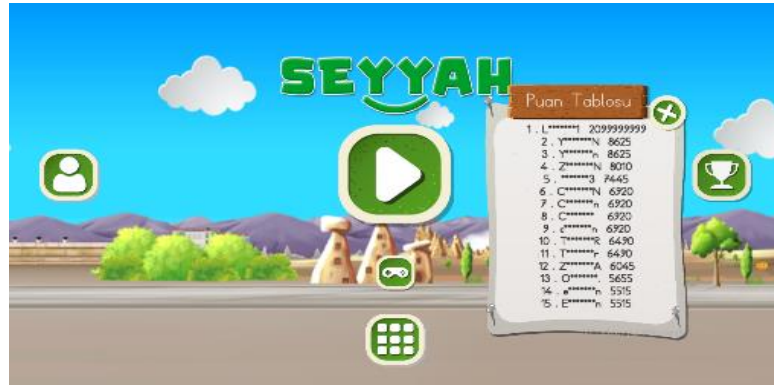 SEYYAH
Puan Tablosu
1 . L*******1 2099999999
2 . Y*******N 8625
3 . Y*******n 8625
4 . Z*******N 8010
5 . *******3 7445
6 . C*******N 6920
7 . C*******n 6920
8 . C******* 6920
9 . c*******n 6920
10 . T*******R 6490
11 . T*******r 6490
12 . Z*******A 6045
13 . O*******. 5655
14 . e*******n 5515
15 . E*******n 5515